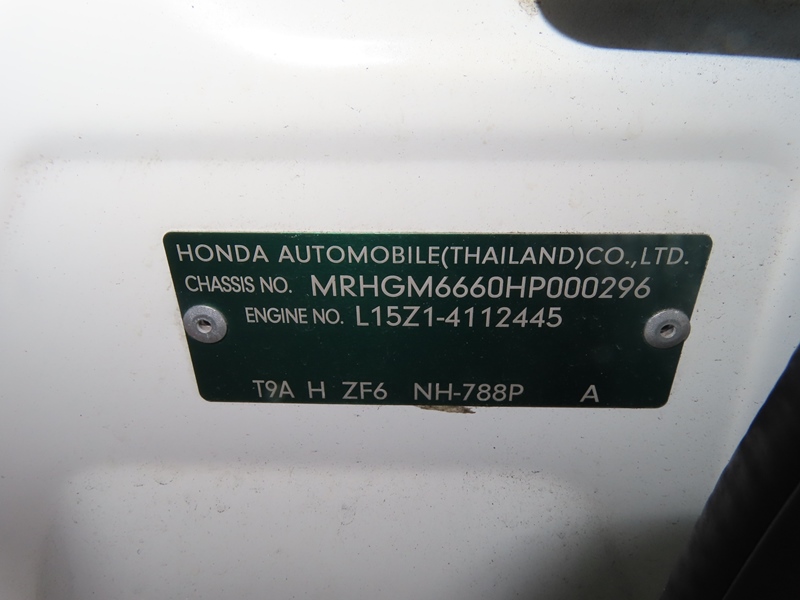 HONDA AUTOMOBILE(THAILAND)CO.,LTD.
CHASSIS NO. MRHGM6660HP000296
ENGINE NO. L15Z1-4112445
T9A H ZF6 NH-788P A